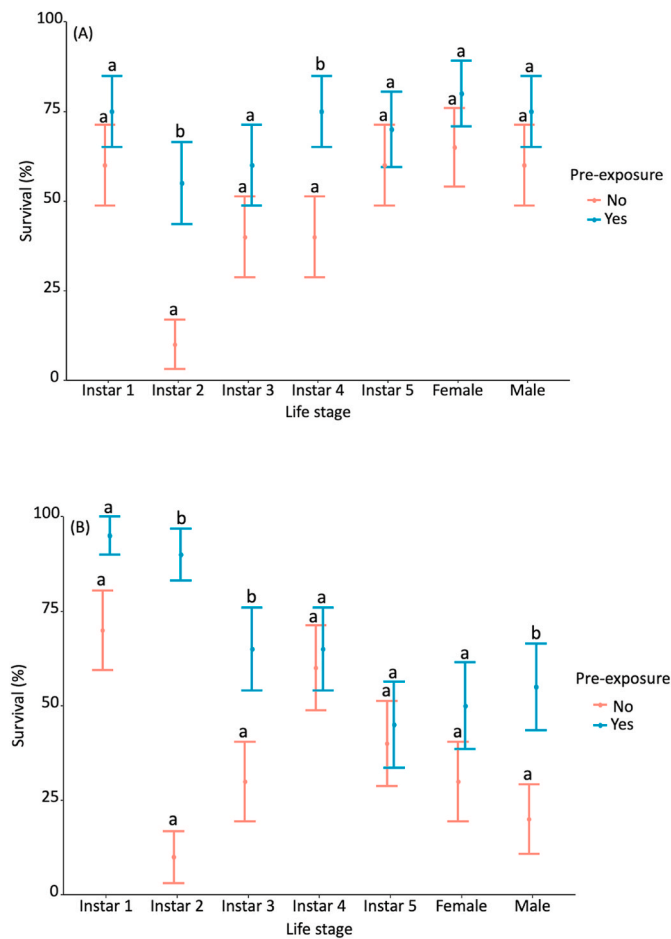 100
(A)
a
a
b
a
a
a
a
a
a
a
a
75
b
a
a
Survival (%)
50
25
a
0
Instar 1 Instar 2 Instar 3 Instar 4 Instar 5 Female Male
Life stage
Pre-exposure
No
Yes
100
(B)
a
b
a
b
a
a
b
a
a
a
a
75
Survival (%)
50
a
a
25
a
0
Instar 1 Instar 2 Instar 3 Instar 4 Instar 5 Female Male
Life stage
Pre-exposure
No
Yes